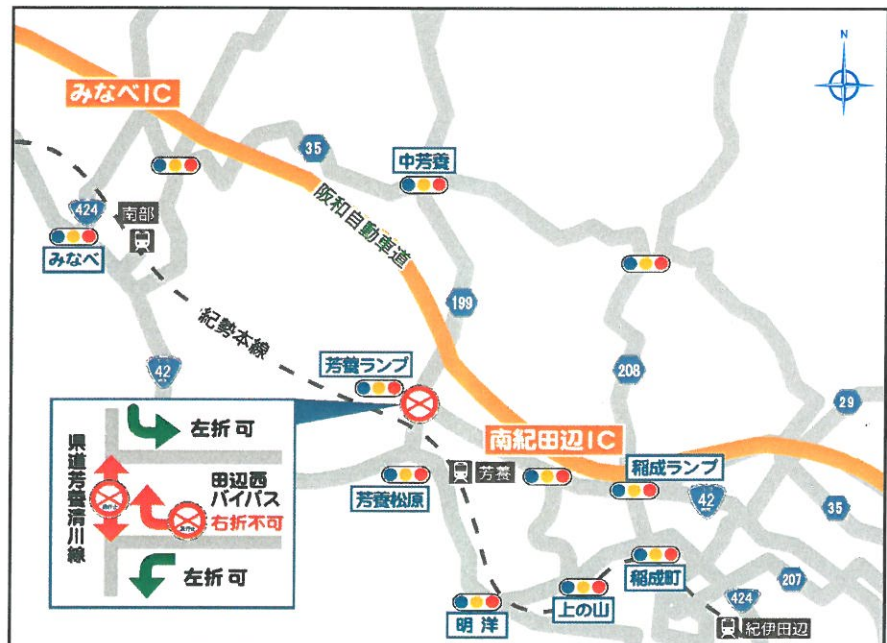 N
みなべIC
35
中芳養
阪和自動車道
424
南部
みなべ
199
紀勢本線
42
芳養ランプ
208
29
南紀田辺IC
稲成ランプ
芳養
芳養松原
42
35
稲成町
207
424
明洋
上の山
紀伊田辺
左折可
県道芳養清川線
田辺西
バイパス
右折不可
左折可